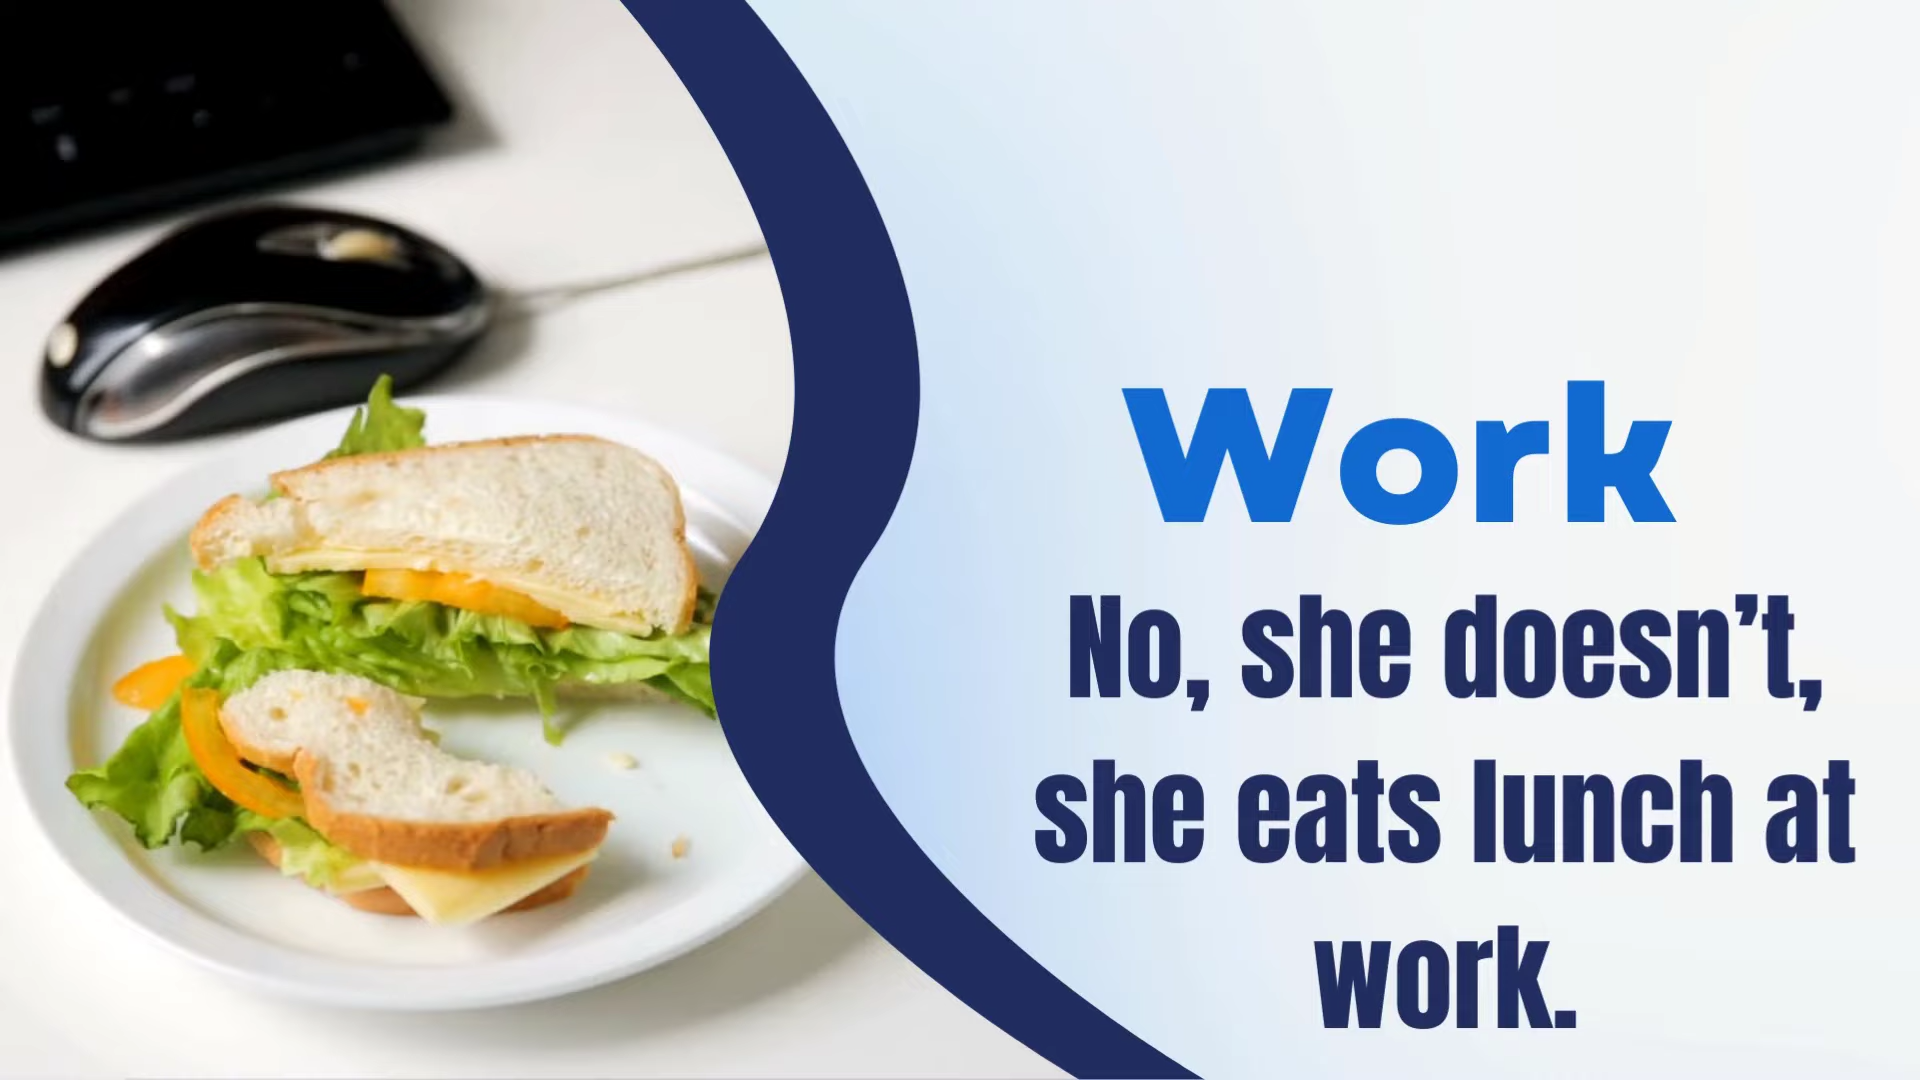 Work
No, she doesn’t,
she eats lunch at
work.